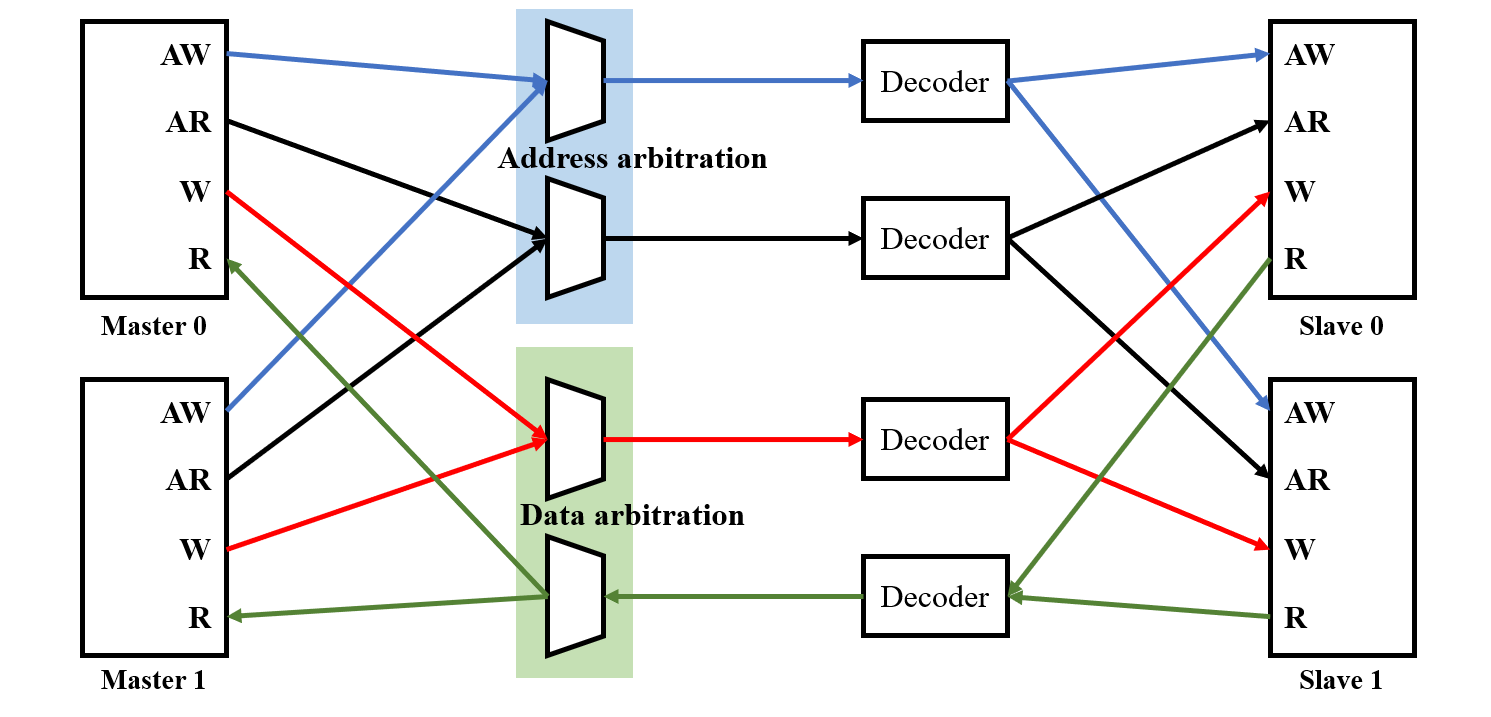 AW
AR
W
R
Master 0
AW
AR
W
R
Master 1
Address arbitration
Data arbitration
Decoder
Decoder
Decoder
Decoder
AW
AR
W
R
Slave 0
AW
AR
W
R
Slave 1